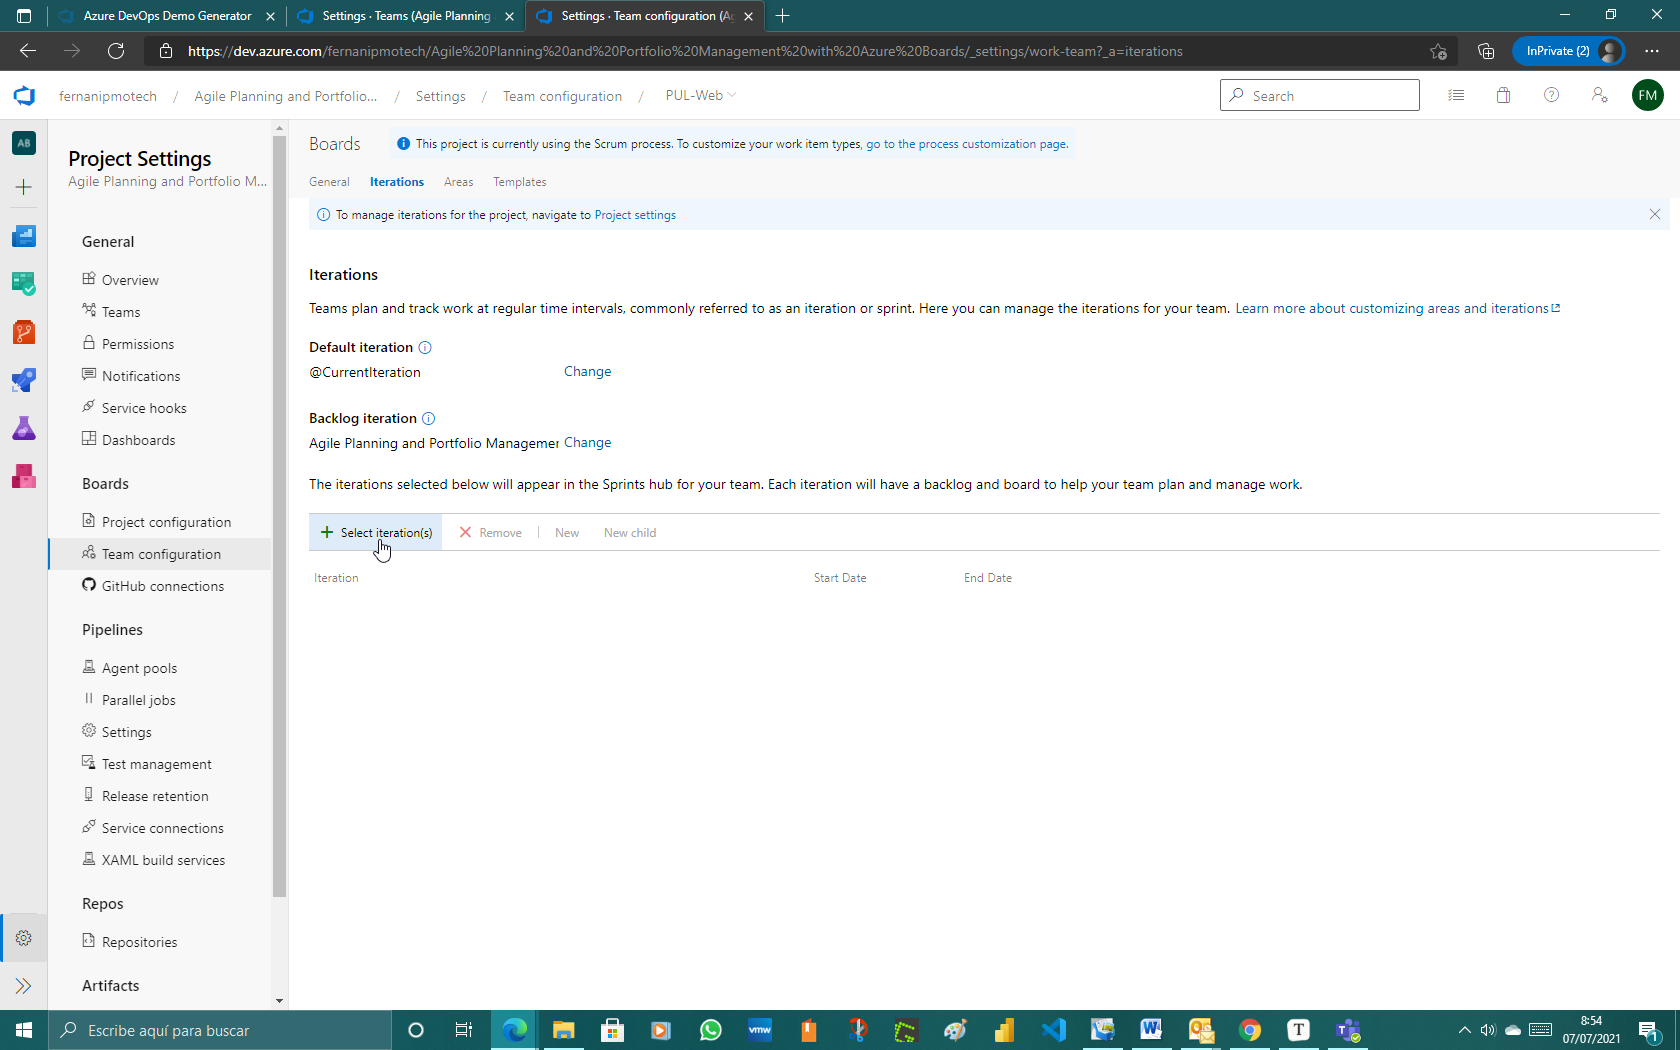 Azure DevOps Demo Generator
Settings · Teams (Agile Planning
Settings · Team configuration (Ag
https://dev.azure.com/fernanipmotech/Agile%20Planning%20and%20Portfolio%20Management%20with%20Azure%20Boards/_settings/work-team?_a=iterations
InPrivate (2)
fernanipmotech / Agile Planning and Portfolio... / Settings / Team configuration / PUL-Web
Search
FM
AB
Project Settings
Agile Planning and Portfolio M...
General
Overview
Teams
Permissions
Notifications
Service hooks
Dashboards
Boards
Project configuration
Team configuration
GitHub connections
Pipelines
Agent pools
Parallel jobs
Settings
Test management
Release retention
Service connections
XAML build services
Repos
Repositories
Artifacts
Boards
This project is currently using the Scrum process. To customize your work item types, go to the process customization page.
General Iterations Areas Templates
To manage iterations for the project, navigate to Project settings
Iterations
Teams plan and track work at regular time intervals, commonly referred to as an iteration or sprint. Here you can manage the iterations for your team. Learn more about customizing areas and iterations
Default iteration
@CurrentIteration Change
Backlog iteration
Agile Planning and Portfolio Managemer Change
The iterations selected below will appear in the Sprints hub for your team. Each iteration will have a backlog and board to help your team plan and manage work.
Select iteration(s) Remove New New child
Iteration Start Date End Date
Escribe aquí para buscar
vmw
W
T
8:54
07/07/2021
1